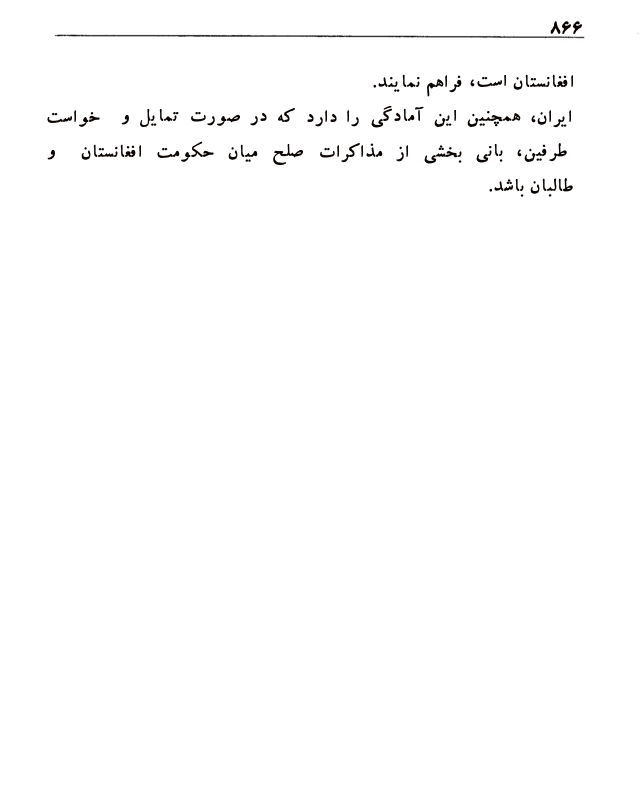 ۸۶۶
افغانستان است، فراهم نمایند.
ایران، همچنین این آمادگی را دارد که در صورت تمایل و خواست
طرفین، بانی بخشی از مذاکرات صلح میان حکومت افغانستان و
طالبان باشد.